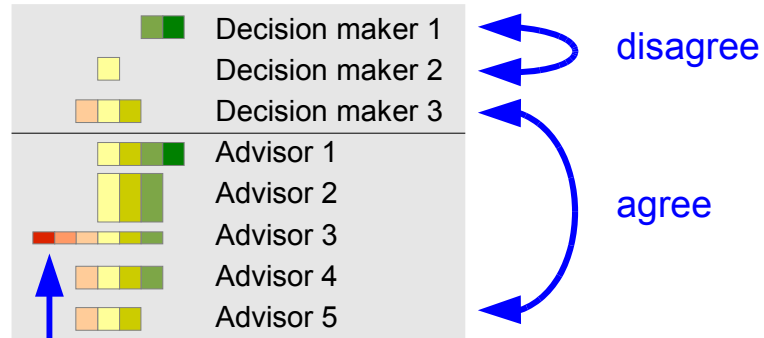 Decision maker 1
disagree
Decision maker 2
Decision maker 3
Advisor 1
Advisor 2
agree
Advisor 3
Advisor 4
Advisor 5